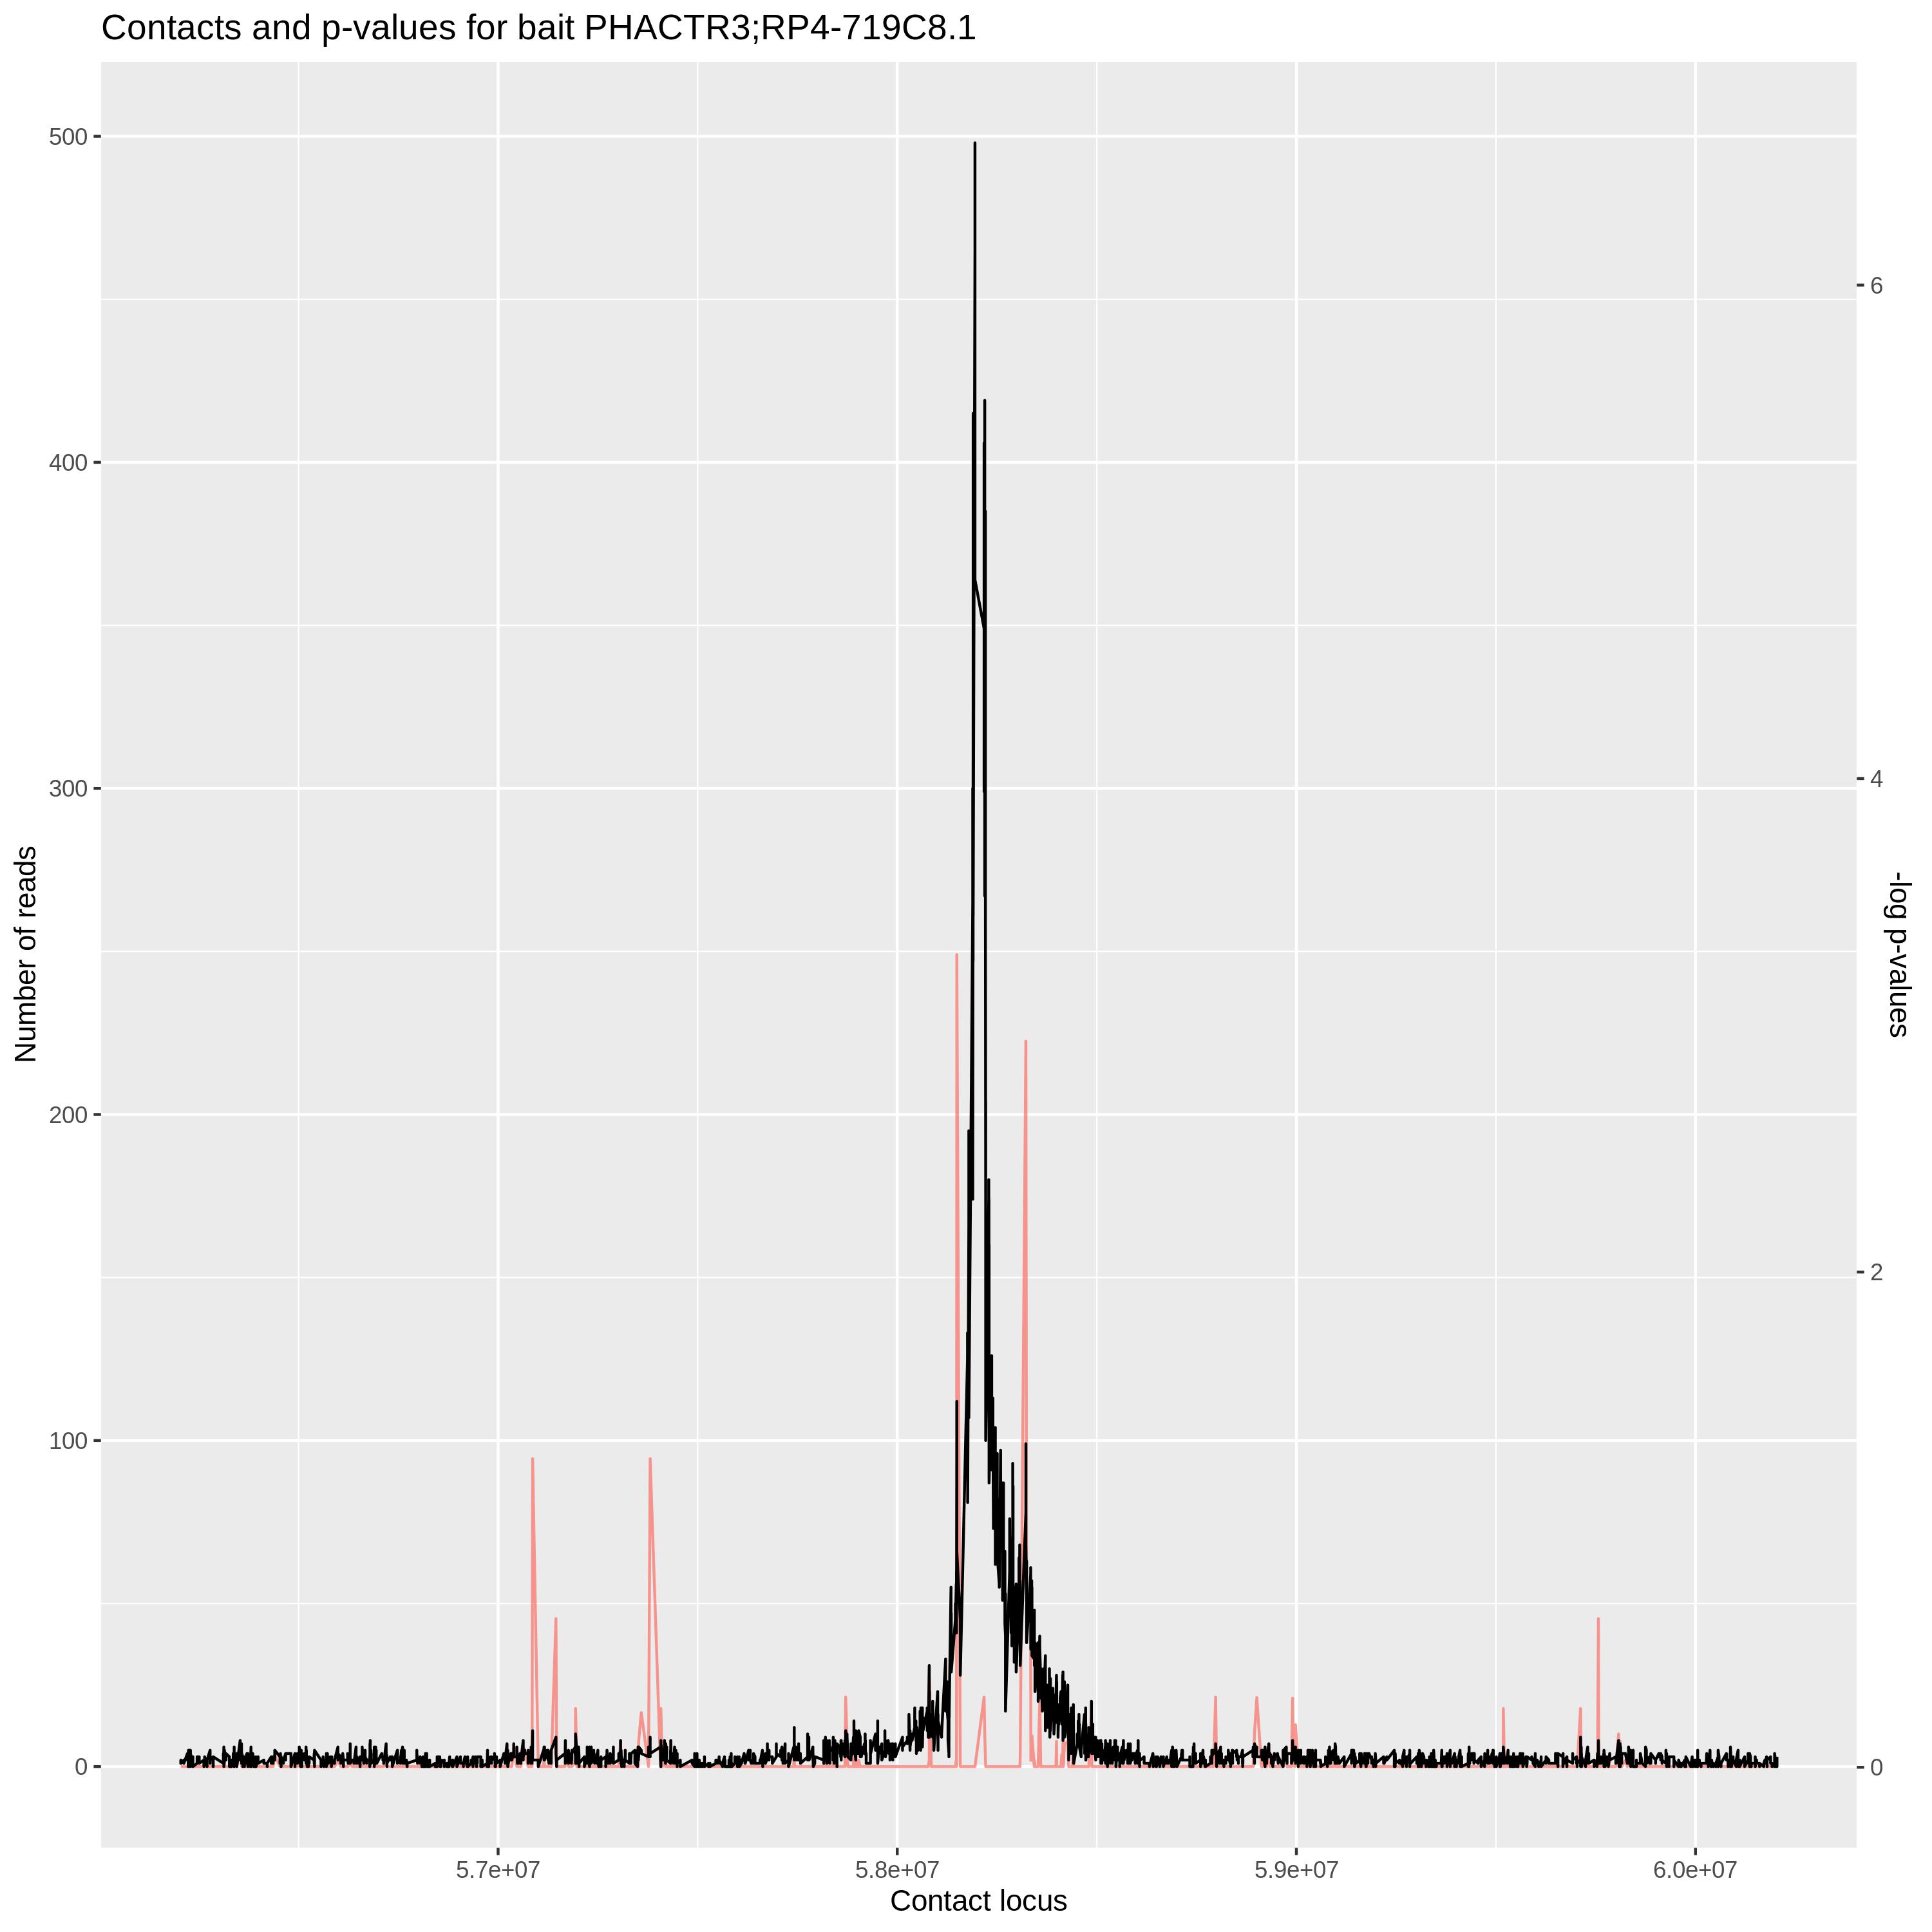 Contacts and p-values for bait PHACTR3;RP4-719C8.1
500
400
300
200
100
0
Number of reads
6
4
2
0
-log p-values
5.7e+07
5.8e+07
5.9e+07
6.0e+07
Contact locus